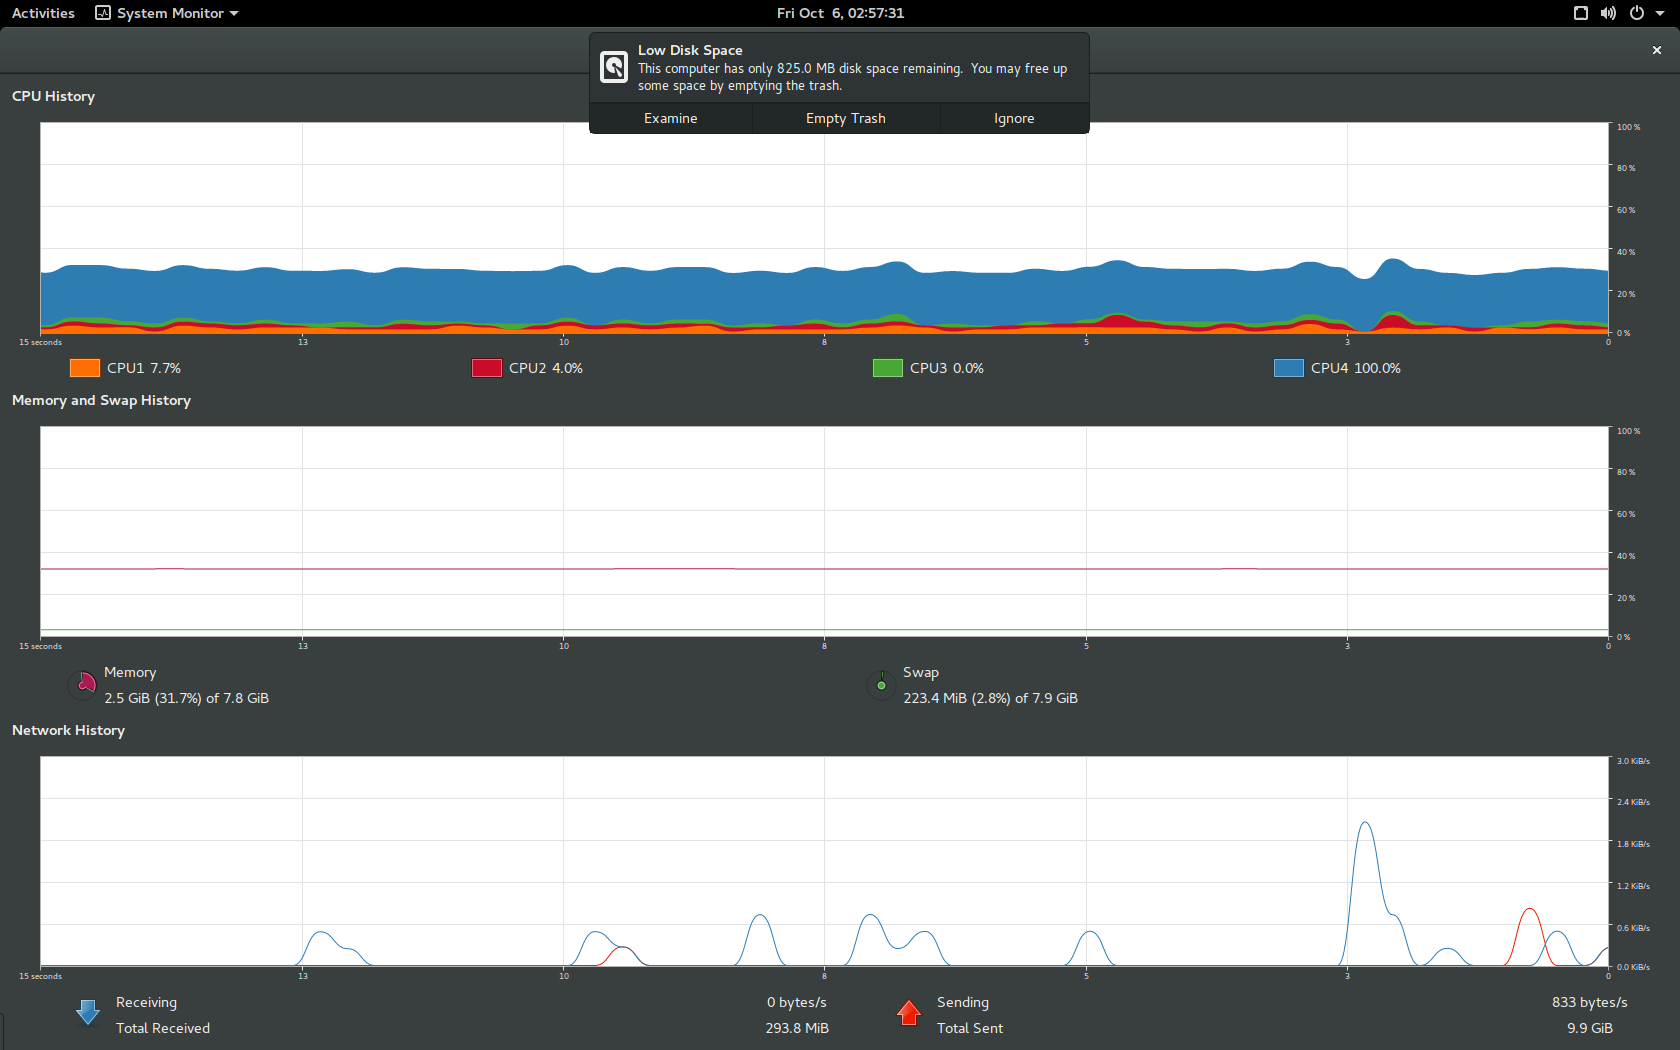 Activities System Monitor Fri Oct 6, 02:57:31
Low Disk Space
This computer has only 825.0 MB disk space remaining. You may free up
some space by emptying the trash.
Examine Empty Trash Ignore
CPU History
100 %
80 %
60 %
40 %
20 %
0 %
15 seconds 13 10 8 5 3 0
CPU1 7.7% CPU2 4.0% CPU3 0.0% CPU4 100.0%
Memory and Swap History
100 %
80 %
60 %
40 %
20 %
0 %
15 seconds 13 10 8 5 3 0
Memory Swap
2.5 GiB (31.7%) of 7.8 GiB 223.4 MiB (2.8%) of 7.9 GiB
Network History
3.0 KiB/s
2.4 KiB/s
1.8 KiB/s
1.2 KiB/s
0.6 KiB/s
0.0 KiB/s
15 seconds 13 10 8 5 3 0
Receiving 0 bytes/s Sending 833 bytes/s
Total Received 293.8 MiB Total Sent 9.9 GiB